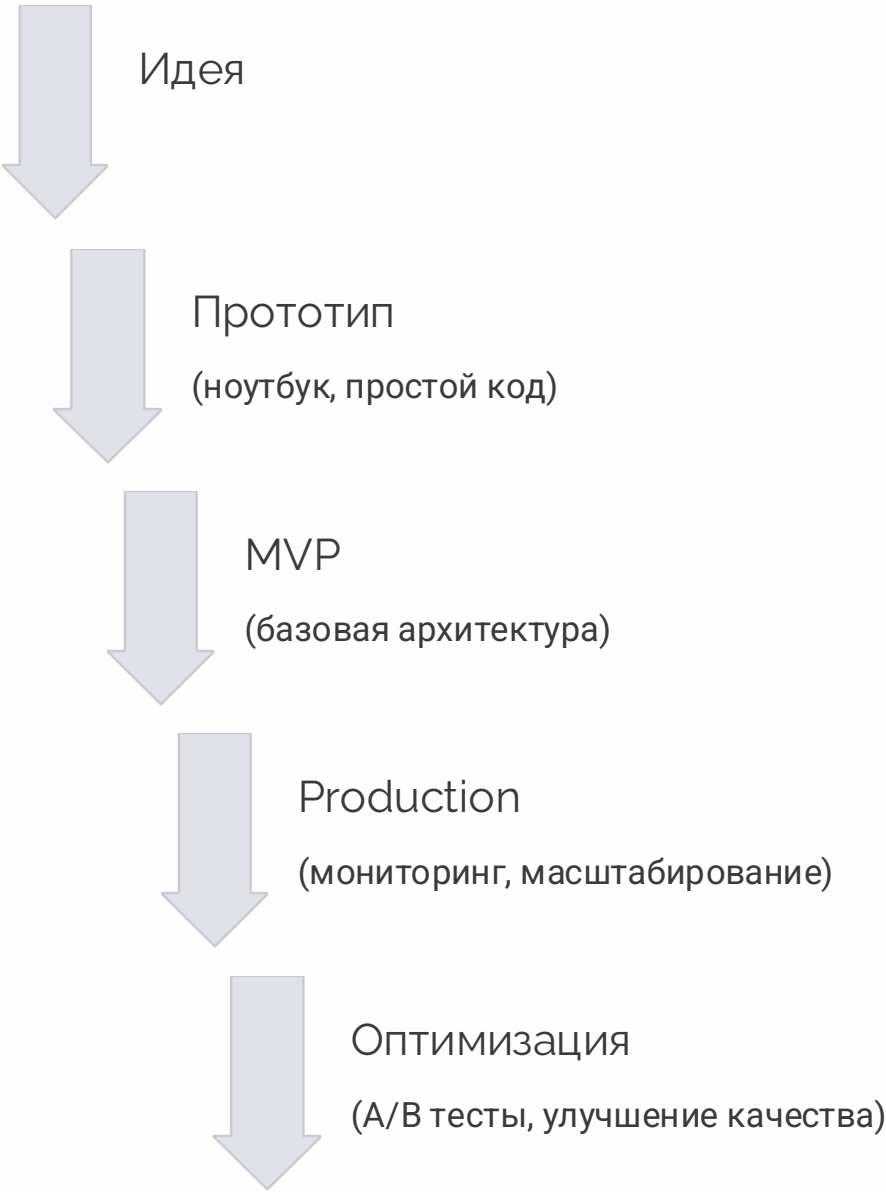 Идея
Прототип
(ноутбук, простой код)
MVP
(базовая архитектура)
Production
(мониторинг, масштабирование)
Оптимизация
(A/B тесты, улучшение качества)